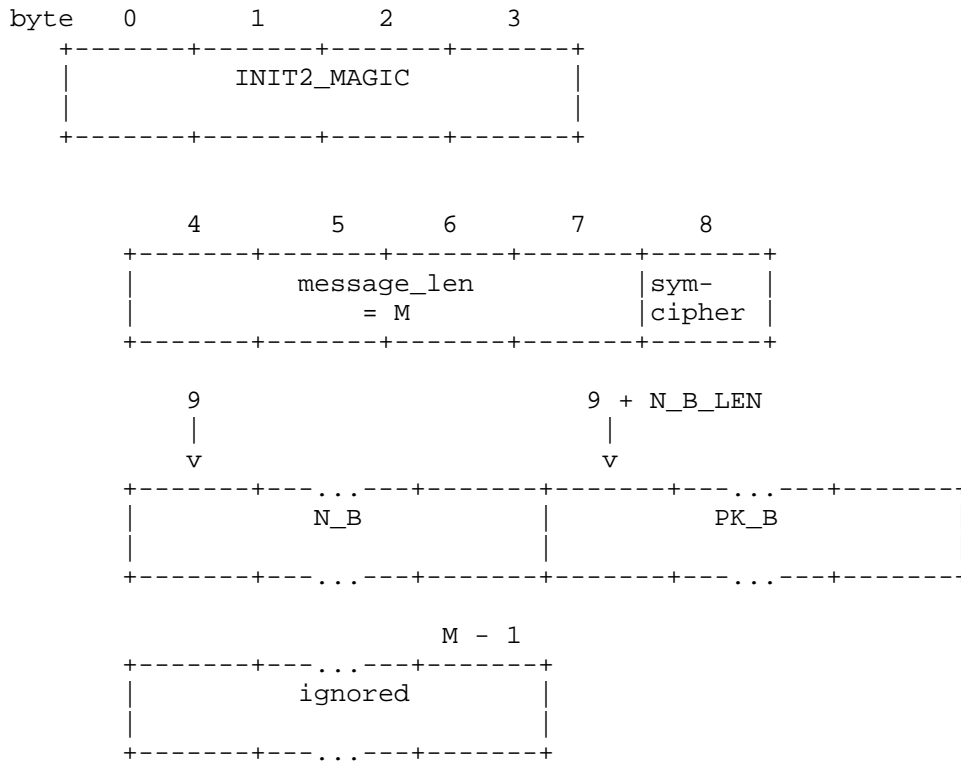 byte 0 1 2 3
+-------+-------+-------+-------+
| INIT2_MAGIC |
| |
+-------+-------+-------+-------+
4 5 6 7 8
+-------+-------+-------+-------+-------+
| message_len |sym- |
| = M |cipher |
+-------+-------+-------+-------+-------+
9 9 + N_B_LEN
| |
v v
+-------+---...---+-------+-------+---...---+-------+
| N_B | PK_B |
| | |
+-------+---...---+-------+-------+---...---+-------+
M - 1
+-------+---...---+-------+
| ignored |
| |
+-------+---...---+-------+